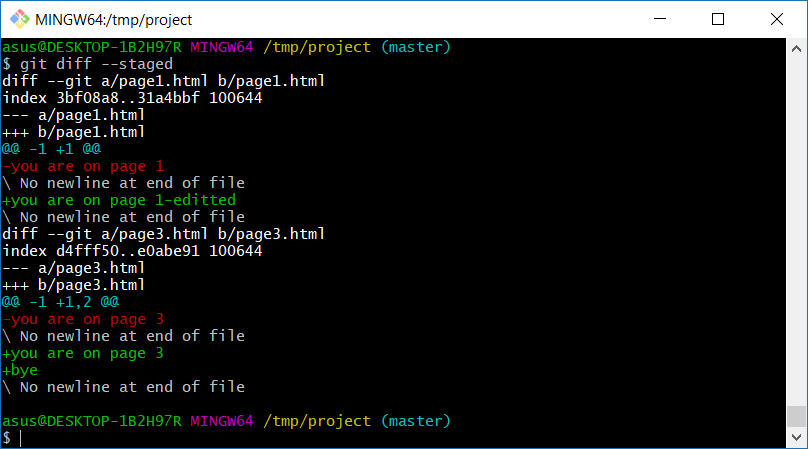 MINGW64:/tmp/project
asus@DESKTOP-1B2H97R MINGW64 /tmp/project (master)
$ git diff --staged
diff --git a/page1.html b/page1.html
index 3bf08a8..31a4bbf 100644
--- a/page1.html
+++ b/page1.html
@@ -1 +1 @@
-you are on page 1
\ No newline at end of file
+you are on page 1-editted
\ No newline at end of file
diff --git a/page3.html b/page3.html
index d4fff50..e0abe91 100644
--- a/page3.html
+++ b/page3.html
@@ -1 +1,2 @@
-you are on page 3
\ No newline at end of file
+you are on page 3
+bye
\ No newline at end of file
asus@DESKTOP-1B2H97R MINGW64 /tmp/project (master)
$